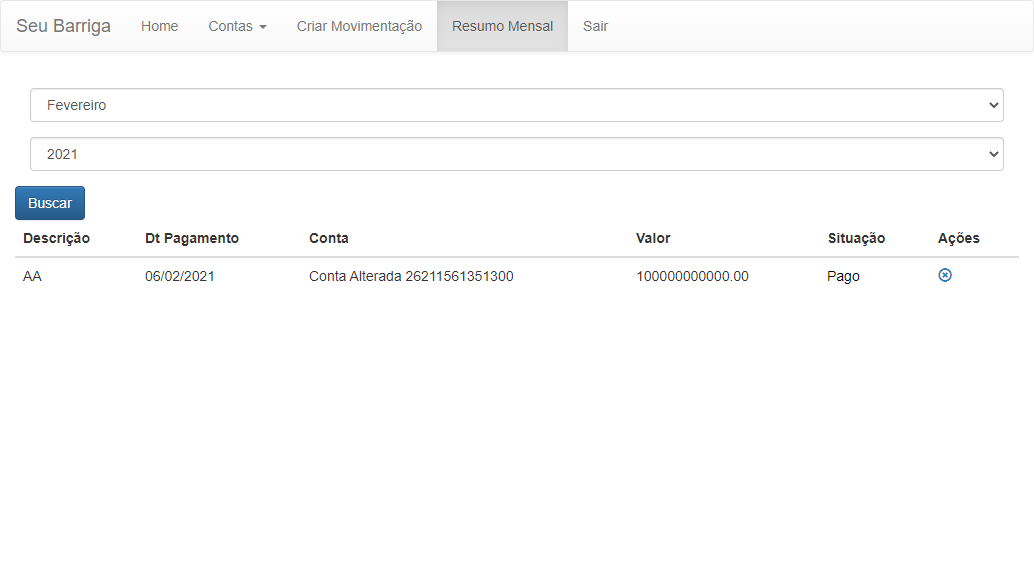 Seu Barriga Home Contas Criar Movimentação Resumo Mensal Sair
Fevereiro
2021
Buscar
Descrição Dt Pagamento Conta Valor Situação Ações
AA 06/02/2021 Conta Alterada 26211561351300 100000000000.00 Pago